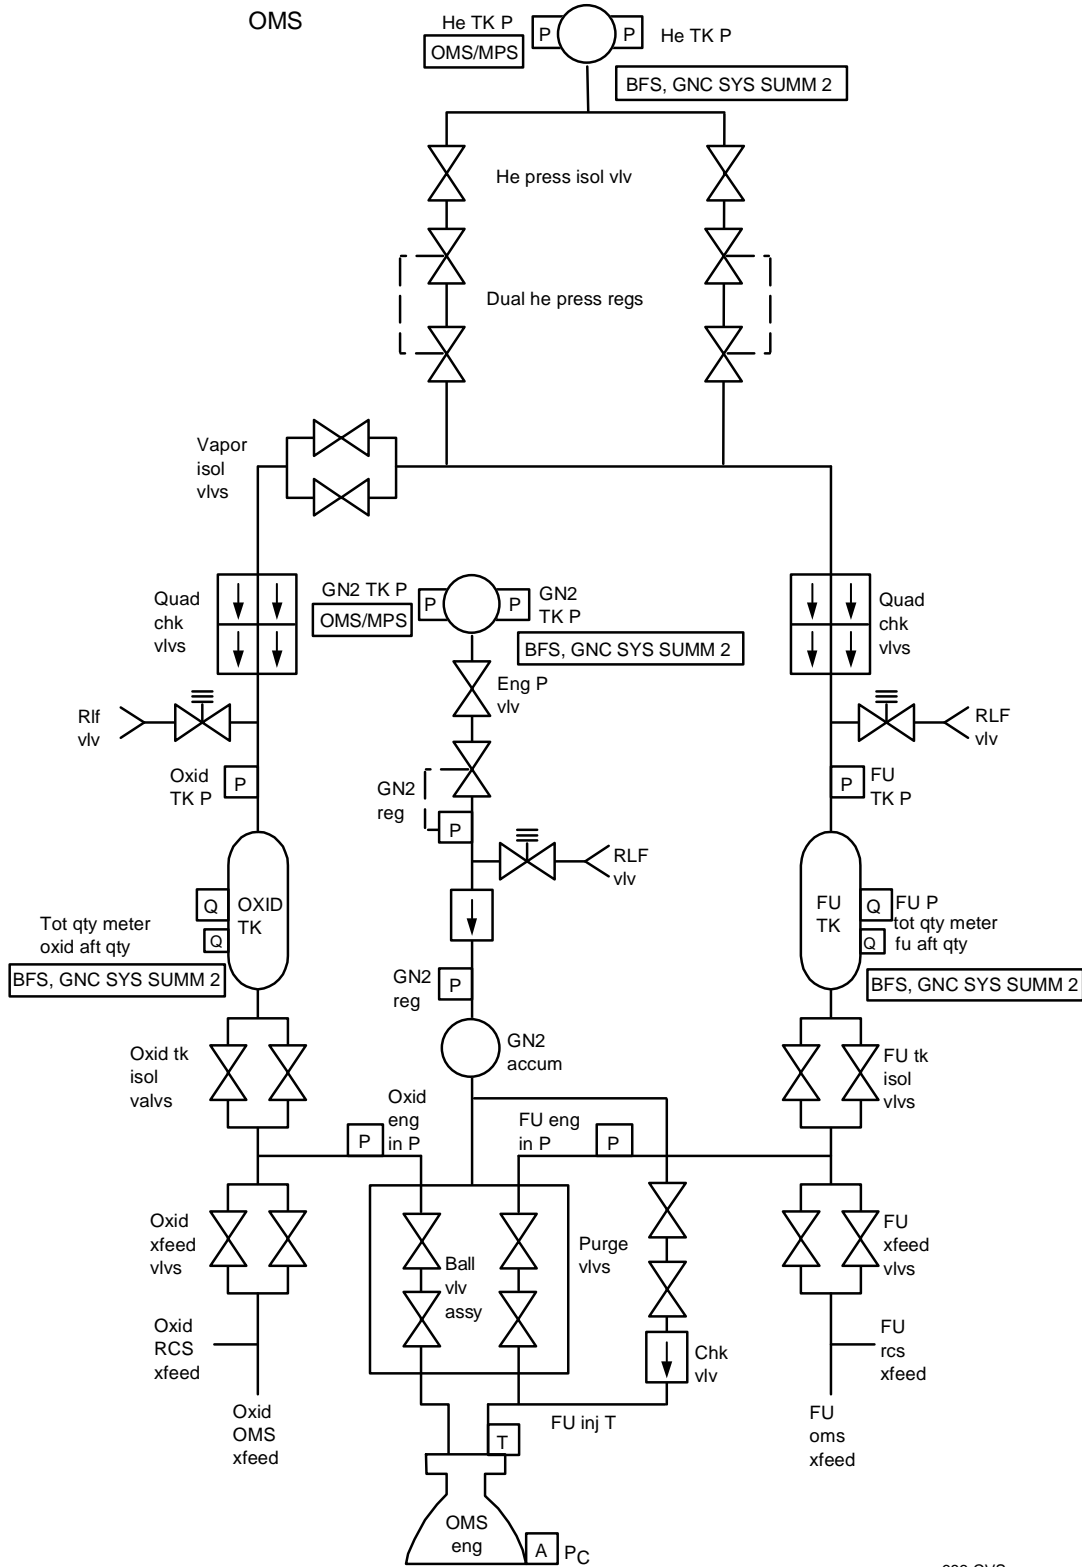 OMS
He TK P
P
P
He TK P
OMS/MPS
BFS, GNC SYS SUMM 2
He press isol vlv
Dual he press regs
Vapor
isol
vlvs
Quad
chk
vlvs
GN2 TK P
OMS/MPS
P
P
GN2
TK P
BFS, GNC SYS SUMM 2
Quad
chk
vlvs
Eng P
vlv
Rlf
vlv
RLF
vlv
Oxid
TK P
P
GN2
reg
P
P
FU
TK P
RLF
vlv
Tot qty meter
oxid aft qty
BFS, GNC SYS SUMM 2
Q
Q
OXID
TK
FU
TK
Q
Q
FU P
tot qty meter
fu aft qty
BFS, GNC SYS SUMM 2
GN2
reg
P
GN2
accum
Oxid tk
isol
valvs
FU tk
isol
vlvs
Oxid
eng
in P
P
FU eng
in P
P
Oxid
xfeed
vlvs
Ball
vlv
assy
Purge
vlvs
FU
xfeed
vlvs
Oxid
RCS
xfeed
Chk
vlv
FU
rcs
xfeed
Oxid
OMS
xfeed
FU inj T
T
FU
oms
xfeed
OMS
eng
A
PC